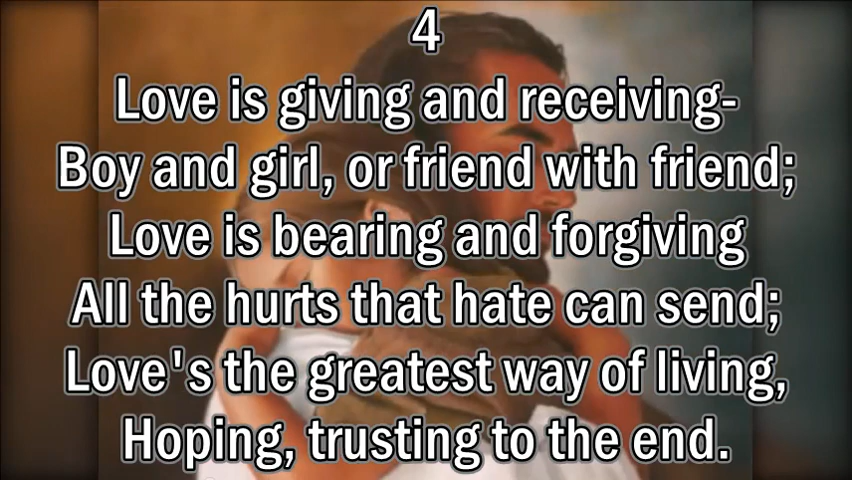 4
Love is giving and receiving-
Boy and girl, or friend with friend;
Love is bearing and forgiving
All the hurts that hate can send;
Love's the greatest way of living,
Hoping, trusting to the end.